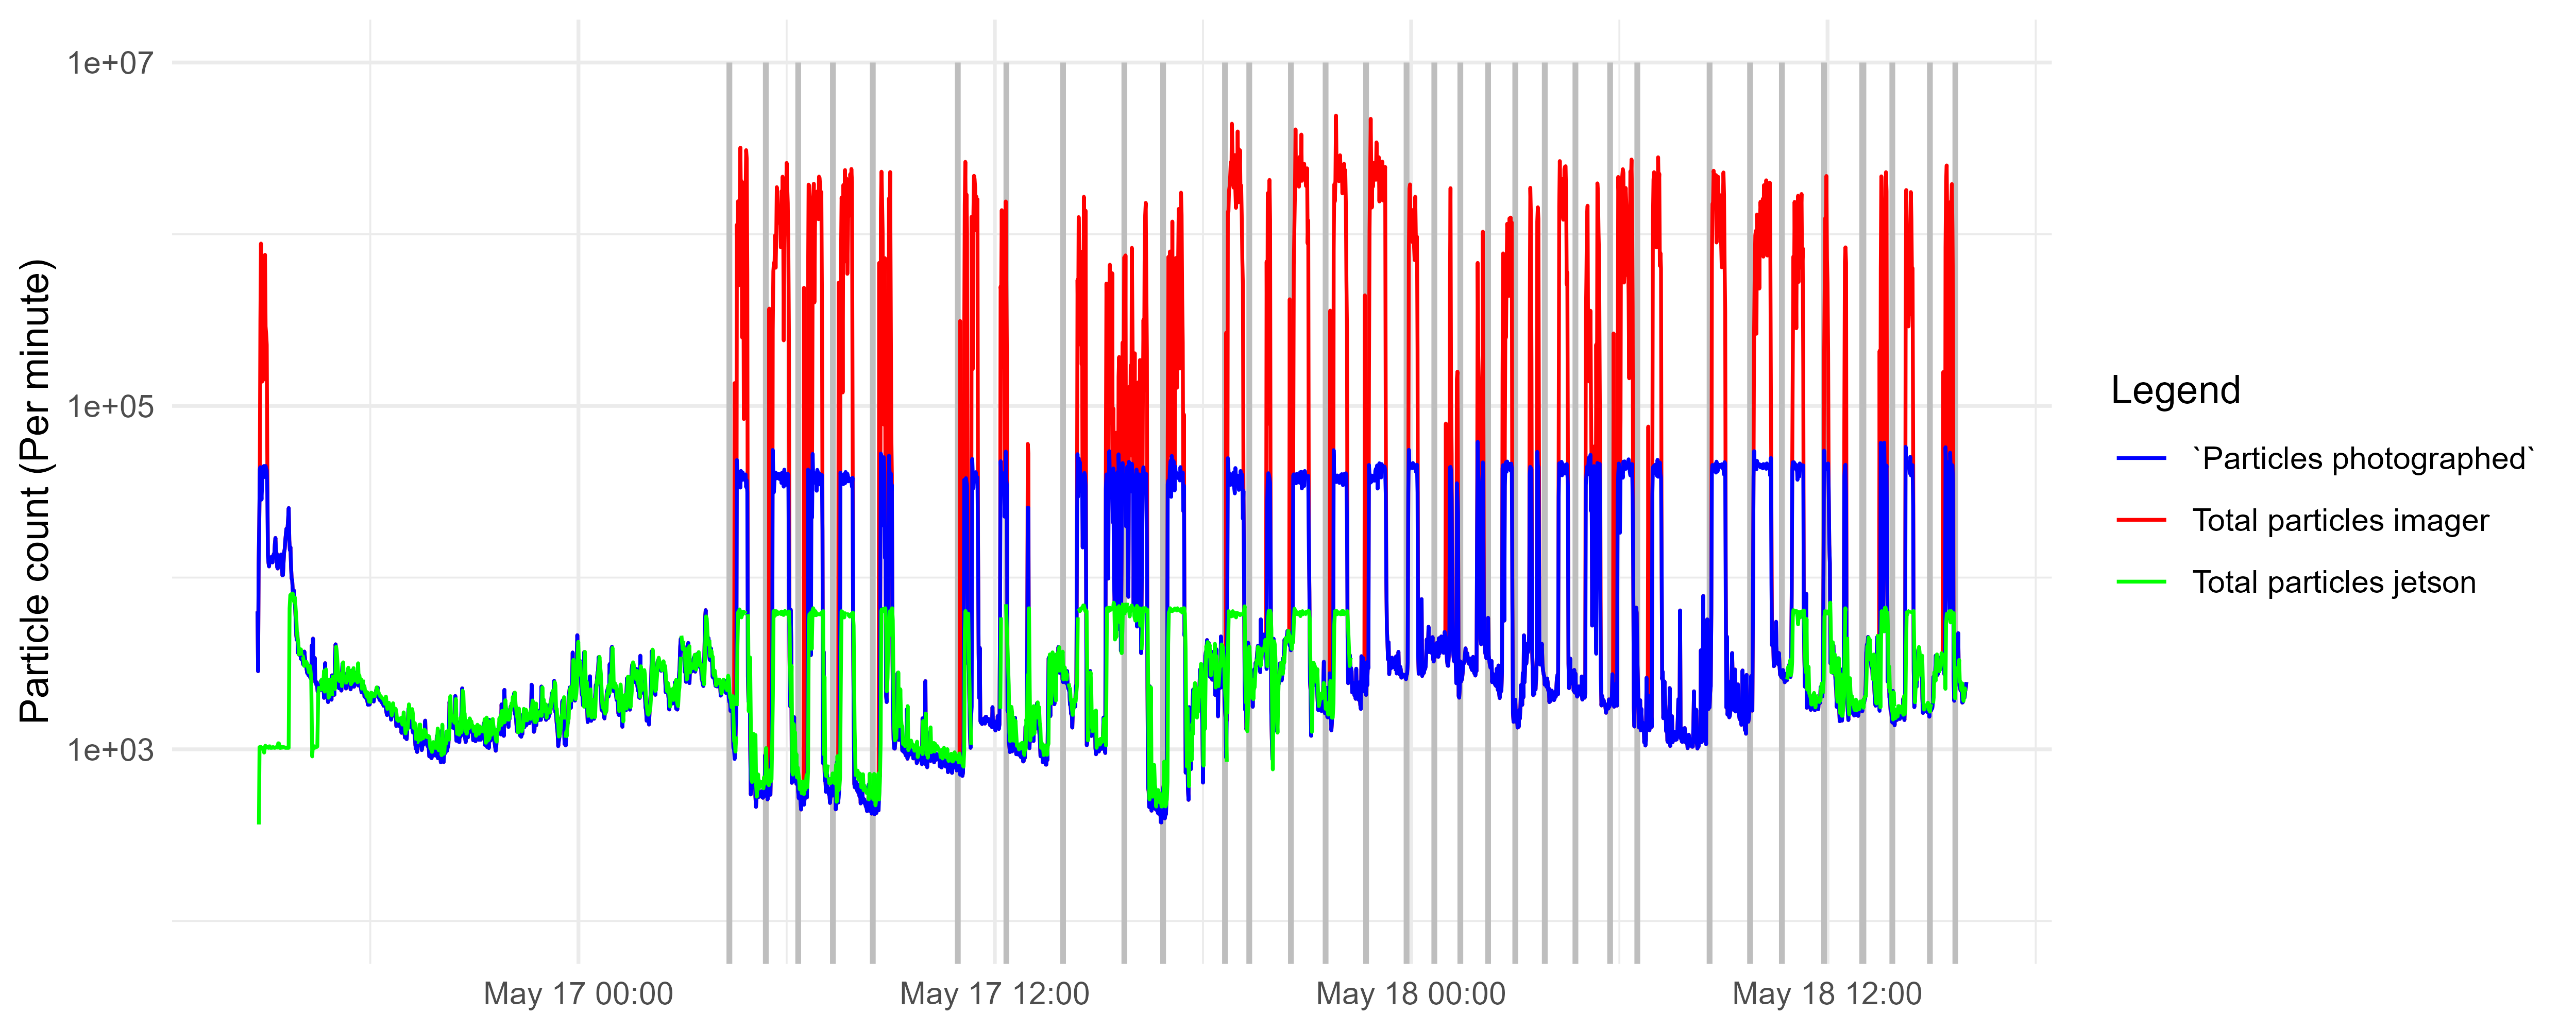 Particle count (Per minute)
1e+07
1e+05
1e+03
May 17 00:00
May 17 12:00
May 18 00:00
May 18 12:00
Legend
`Particles photographed`
Total particles imager
Total particles jetson